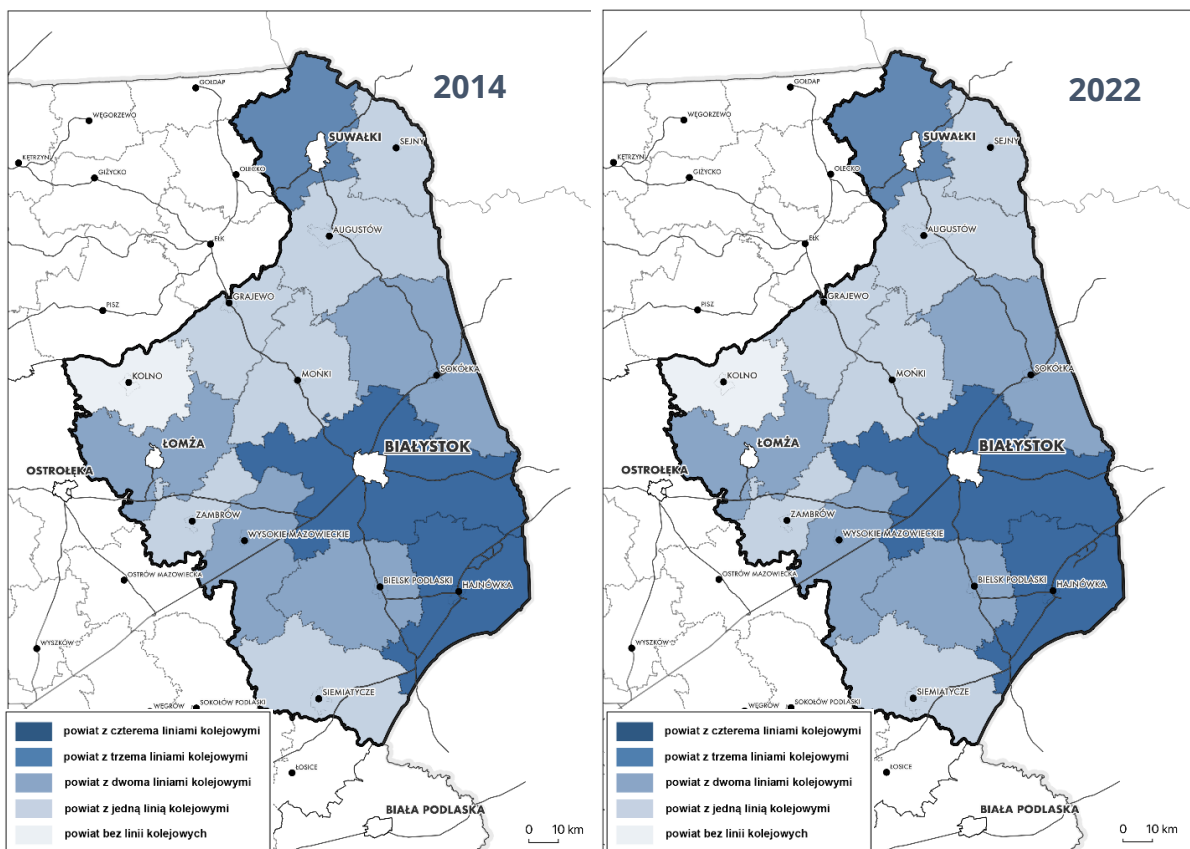 2014
GOŁDAP
WĘGORZEWO
SUWAŁKI
SEJNY
KĘTRZYN
GIŻYCKO
OLECKO
AUGUSTÓW
EŁK
GRAJEWO
PISZ
KOLNO
MOŃKI
SOKÓŁKA
ŁOMŻA
BIAŁYSTOK
OSTROŁĘKA
ZAMBRÓW
WYSOKIE MAZOWIECKIE
OSTRÓW MAZOWIECKA
BIELSK PODLASKI
HAJNÓWKA
WYSZKÓW
SIEMIATYCZE
WĘGRÓW
SOKOŁÓW PODLASKI
powiat z czterema liniami kolejowymi
powiat z trzema liniami kolejowymi
powiat z dwoma liniami kolejowymi
powiat z jedną linią kolejowymi
powiat bez linii kolejowych
ŁOSICE
BIAŁA PODLASKA
0 10 km
2022
GOŁDAP
WĘGORZEWO
SUWAŁKI
SEJNY
KĘTRZYN
GIŻYCKO
OLECKO
AUGUSTÓW
EŁK
GRAJEWO
PISZ
KOLNO
MOŃKI
SOKÓŁKA
ŁOMŻA
BIAŁYSTOK
OSTROŁĘKA
ZAMBRÓW
WYSOKIE MAZOWIECKIE
OSTRÓW MAZOWIECKA
BIELSK PODLASKI
HAJNÓWKA
WYSZKÓW
SIEMIATYCZE
WĘGRÓW
SOKOŁÓW PODLASKI
powiat z czterema liniami kolejowymi
powiat z trzema liniami kolejowymi
powiat z dwoma liniami kolejowymi
powiat z jedną linią kolejowymi
powiat bez linii kolejowych
ŁOSICE
BIAŁA PODLASKA
0 10 km